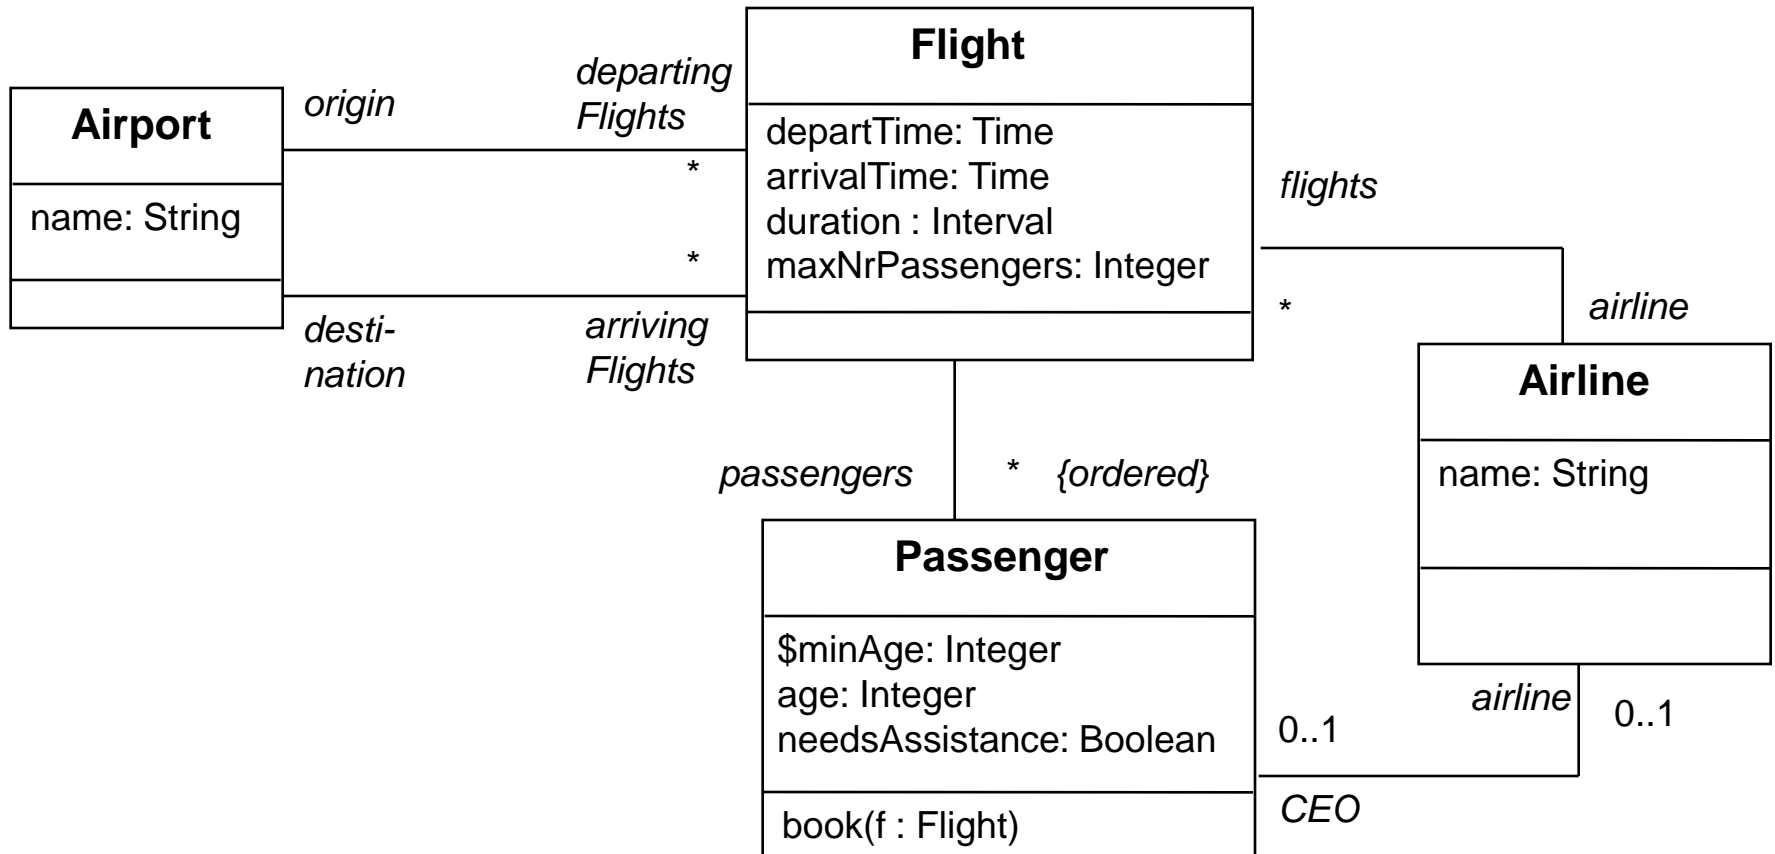 Airport
name: String
origin
departing
Flights
*
*
desti-
nation
arriving
Flights
Flight
departTime: Time
arrivalTime: Time
duration : Interval
maxNrPassengers: Integer
flights
*
airline
Airline
name: String
passengers * {ordered}
Passenger
$minAge: Integer
age: Integer
needsAssistance: Boolean
book(f : Flight)
0..1
CEO
airline
0..1